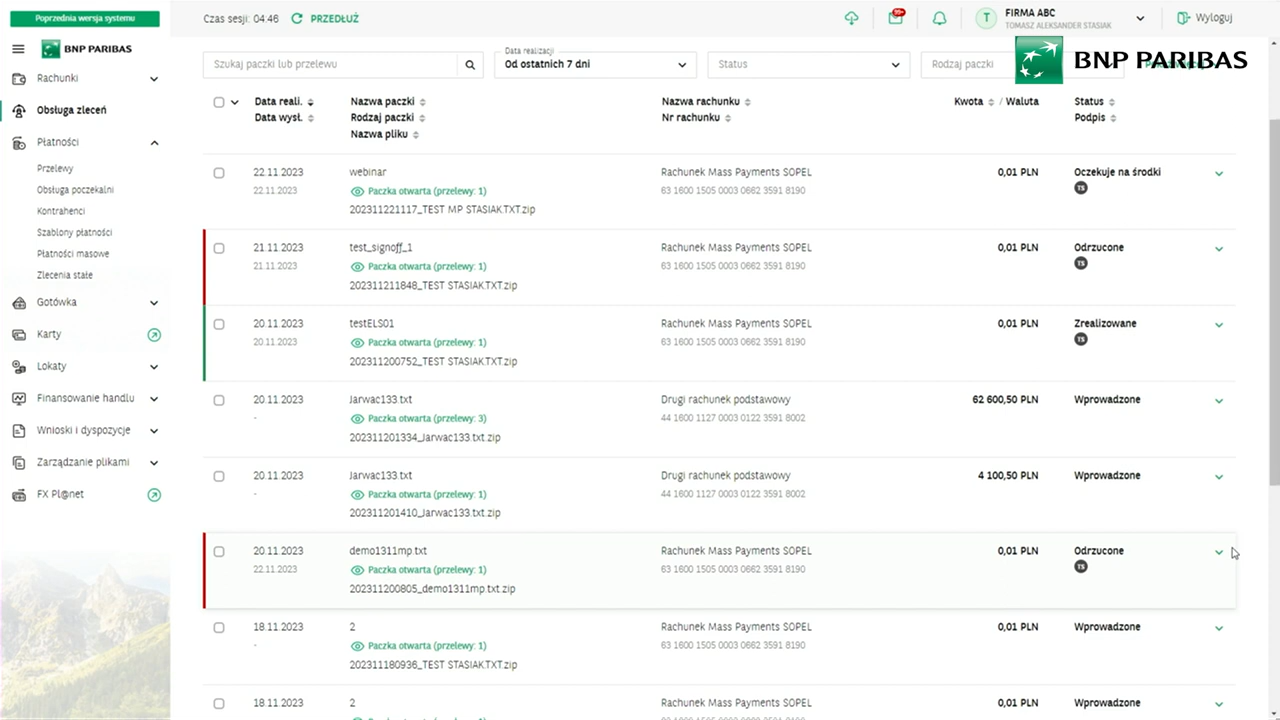 Poprzednia wersja systemu
Czas sesji: 04:46 PRZEDŁUŻ
99+
T
FIRMA ABC
TOMASZ ALEKSANDER STASIAK
Wyloguj
BNP PARIBAS
BNP PARIBAS
Rachunki
Obsługa zleceń
Płatności
Przelewy
Obsługa poczekalni
Kontrahenci
Szablony płatności
Płatności masowe
Zlecenia stałe
Gotówka
Karty
Lokaty
Finansowanie handlu
Wnioski i dyspozycje
Zarządzanie plikami
FX Pl@net
Szukaj paczki lub przelewu
Data realizacji
Od ostatnich 7 dni
Status
Rodzaj paczki
Data reali. Nazwa paczki Nazwa rachunku Kwota / Waluta Status
Data wysł. Rodzaj paczki Nr rachunku Podpis
Nazwa pliku
22.11.2023 webinar Rachunek Mass Payments SOPEL 0,01 PLN Oczekuje na środki
22.11.2023 Paczka otwarta (przelewy: 1) 63 1600 1505 0003 0662 3591 8190 TS
202311221117_TEST MP STASIAK.TXT.zip
21.11.2023 test_signoff_1 Rachunek Mass Payments SOPEL 0,01 PLN Odrzucone
21.11.2023 Paczka otwarta (przelewy: 1) 63 1600 1505 0003 0662 3591 8190 TS
202311211848_TEST STASIAK.TXT.zip
20.11.2023 testELS01 Rachunek Mass Payments SOPEL 0,01 PLN Zrealizowane
20.11.2023 Paczka otwarta (przelewy: 1) 63 1600 1505 0003 0662 3591 8190 TS
202311200752_TEST STASIAK.TXT.zip
20.11.2023 Jarwac133.txt Drugi rachunek podstawowy 62 600,50 PLN Wprowadzone
- Paczka otwarta (przelewy: 3) 44 1600 1127 0003 0122 3591 8002
202311201334_Jarwac133.txt.zip
20.11.2023 Jarwac133.txt Drugi rachunek podstawowy 4 100,50 PLN Wprowadzone
- Paczka otwarta (przelewy: 1) 44 1600 1127 0003 0122 3591 8002
202311201410_Jarwac133.txt.zip
20.11.2023 demo1311mp.txt Rachunek Mass Payments SOPEL 0,01 PLN Odrzucone
22.11.2023 Paczka otwarta (przelewy: 1) 63 1600 1505 0003 0662 3591 8190 TS
202311200805_demo1311mp.txt.zip
18.11.2023 2 Rachunek Mass Payments SOPEL 0,01 PLN Wprowadzone
- Paczka otwarta (przelewy: 1) 63 1600 1505 0003 0662 3591 8190
202311180936_TEST STASIAK.TXT.zip
18.11.2023 2 Rachunek Mass Payments SOPEL 0,01 PLN Wprowadzone